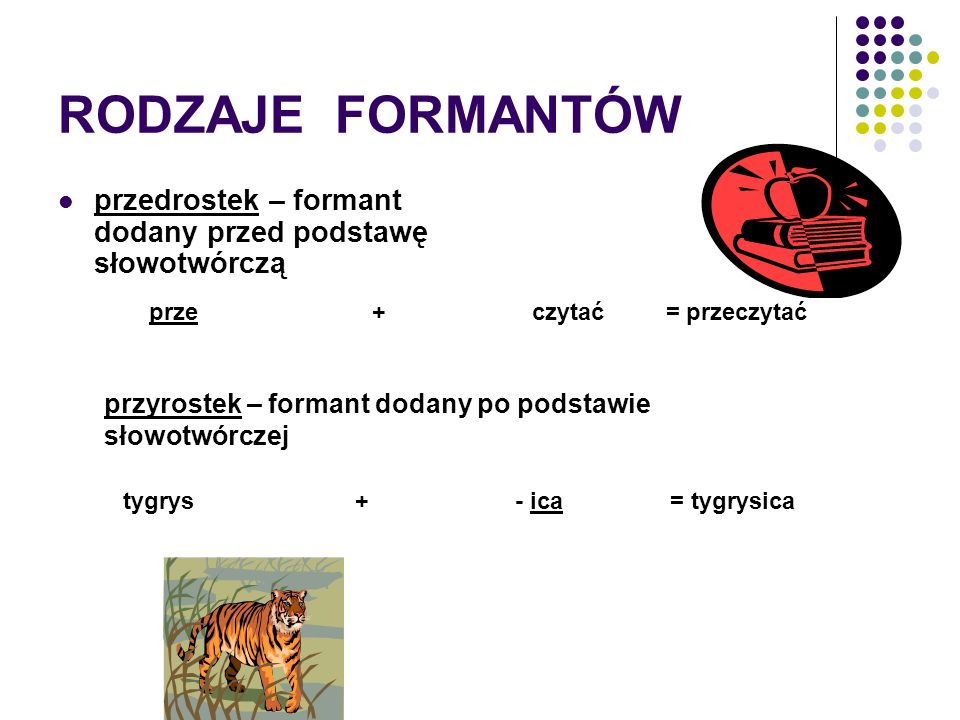 RODZAJE FORMANTÓW
przedrostek – formant
dodany przed podstawę
słowotwórczą
prze + czytać = przeczytać
przyrostek – formant dodany po podstawie
słowotwórczej
tygrys + - ica = tygrysica